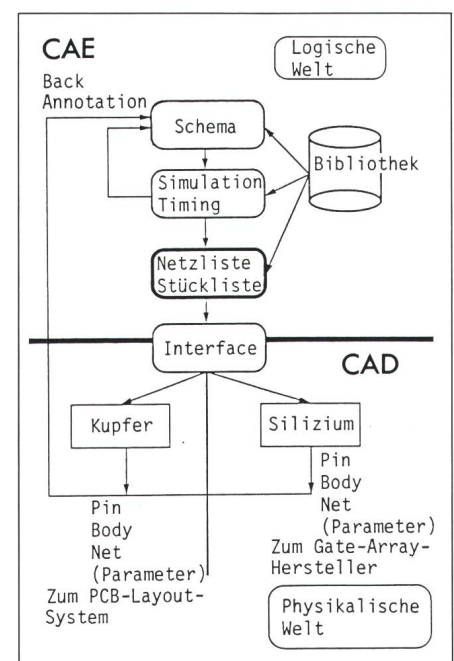 CAE
Logische
Welt
Back
Annotation
Schema
Bibliothek
Simulation
Timing
Netzliste
Stückliste
Interface
CAD
Kupfer
Silizium
Pin
Body
Net
(Parameter)
Zum Gate-Array-
Hersteller
Pin
Body
Net
(Parameter)
Zum PCB-Layout-
System
Physikalische
Welt